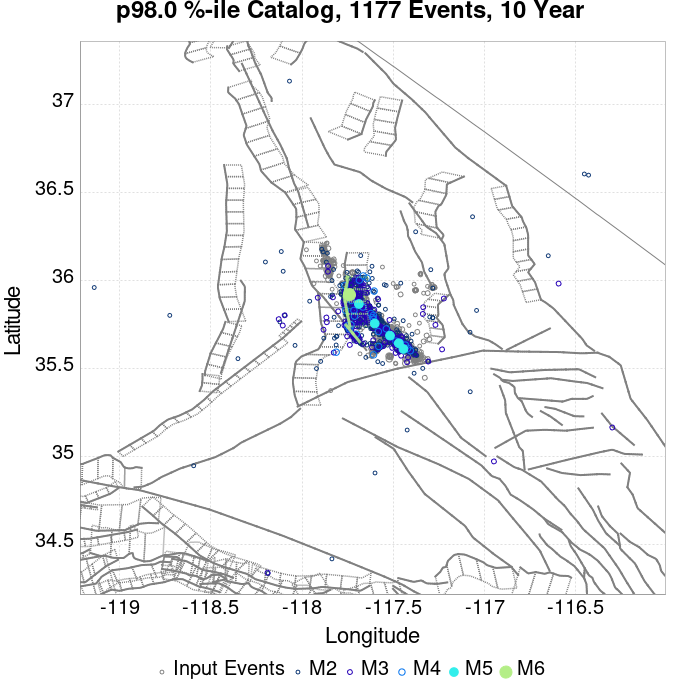 p98.0 %-ile Catalog, 1177 Events, 10 Year
37
36.5
36
35.5
35
34.5
Latitude
-119
-118.5
-118
-117.5
-117
-116.5
Longitude
Input Events
M2
M3
M4
M5
M6